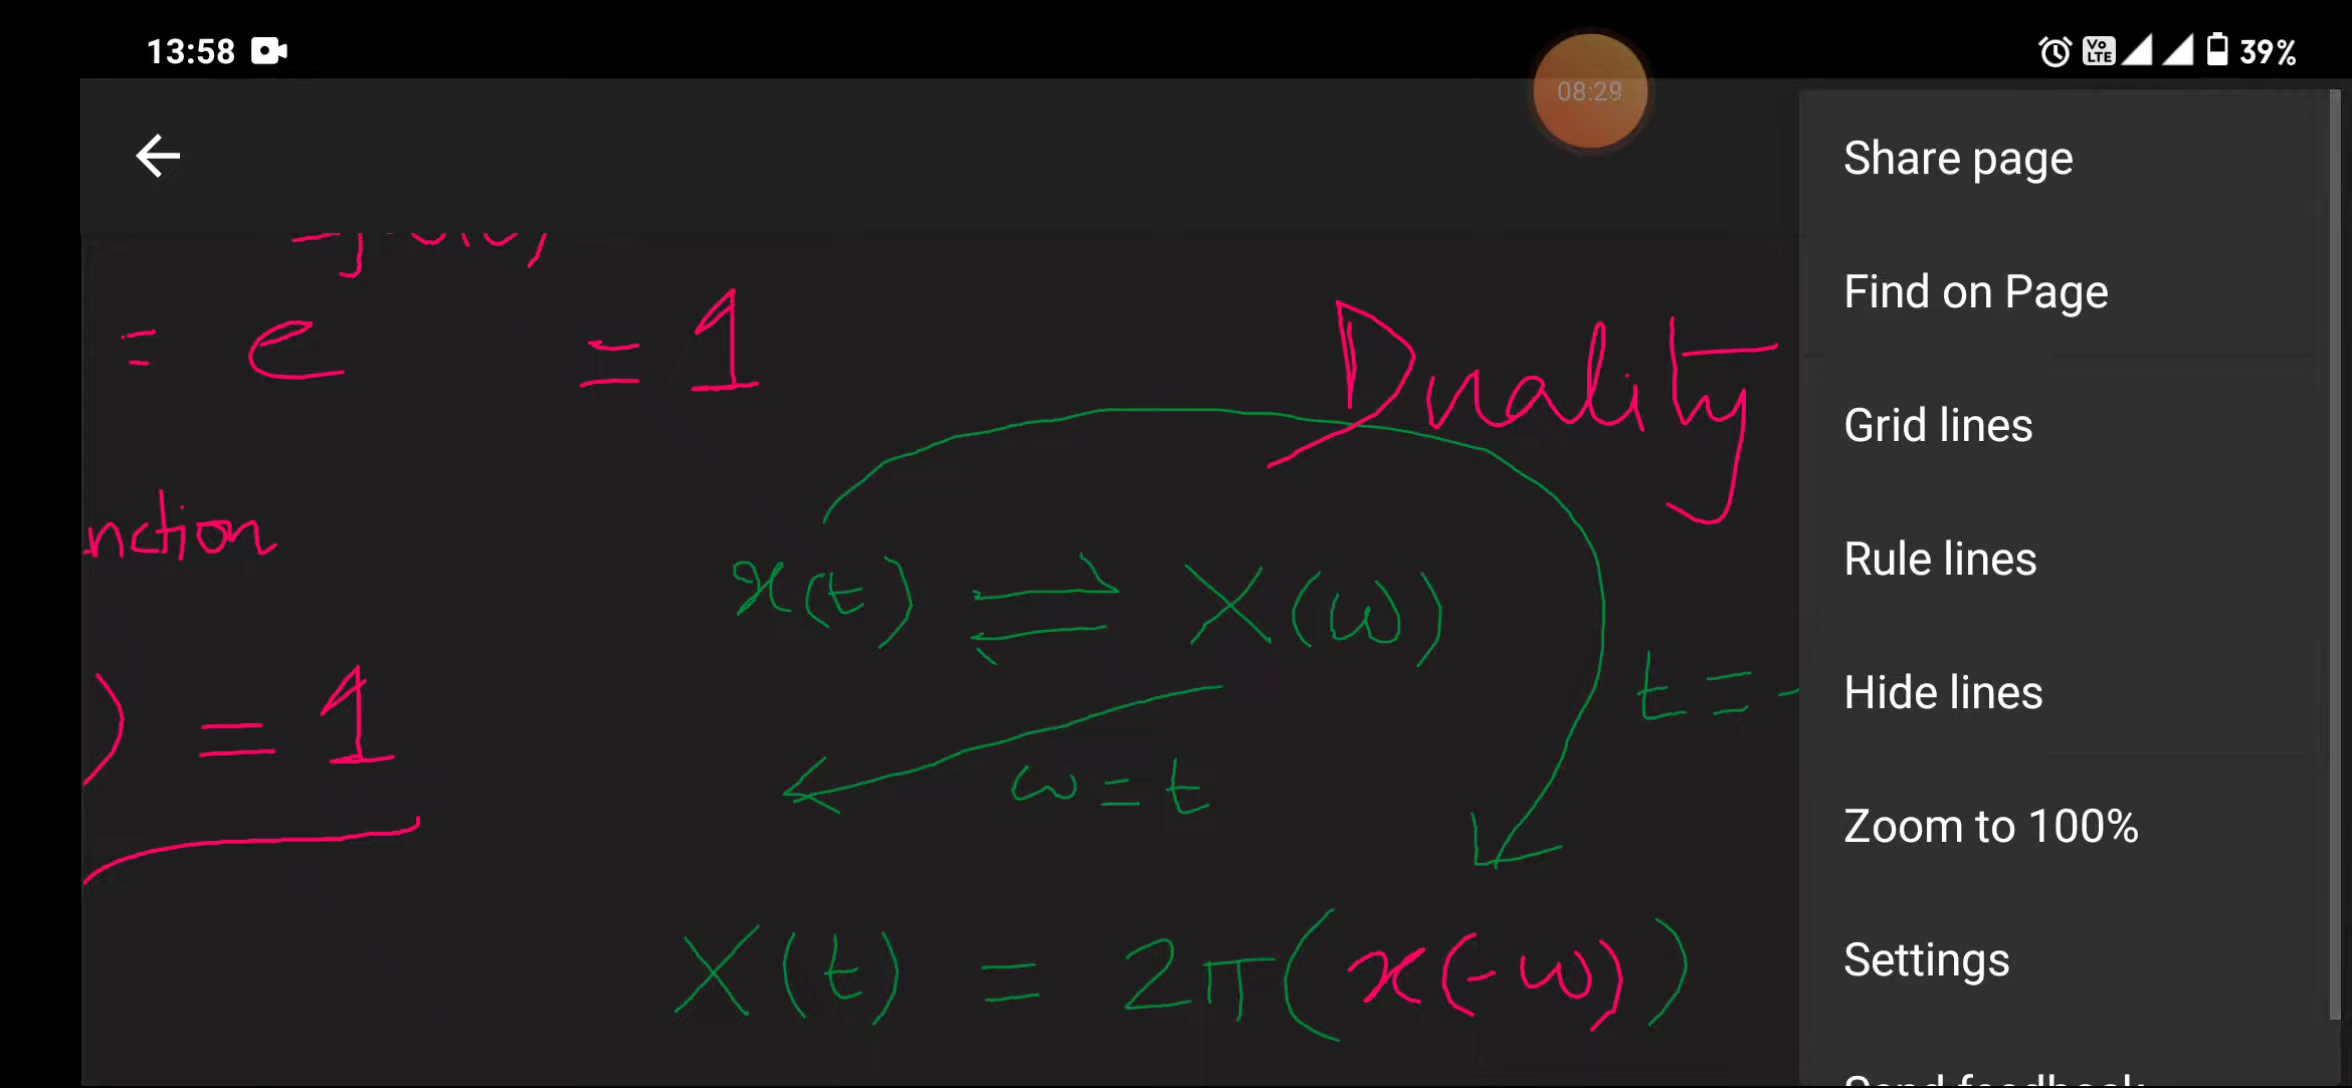 13:58
VoLTE
39%
08:29
Share page
Find on Page
Grid lines
Rule lines
Hide lines
Zoom to 100%
Settings
= e = 1
Duality
nction
x(t) ⇌ X(ω)
t = -
) = 1
ω = t
X(t) = 2π(x(-ω))